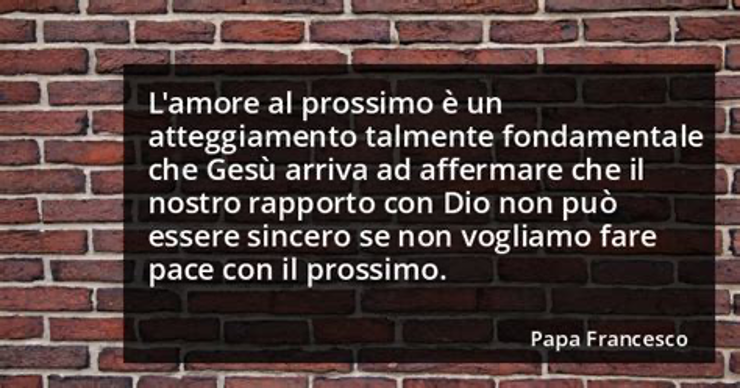 L'amore al prossimo è un
atteggiamento talmente fondamentale
che Gesù arriva ad affermare che il
nostro rapporto con Dio non può
essere sincero se non vogliamo fare
pace con il prossimo.
Papa Francesco